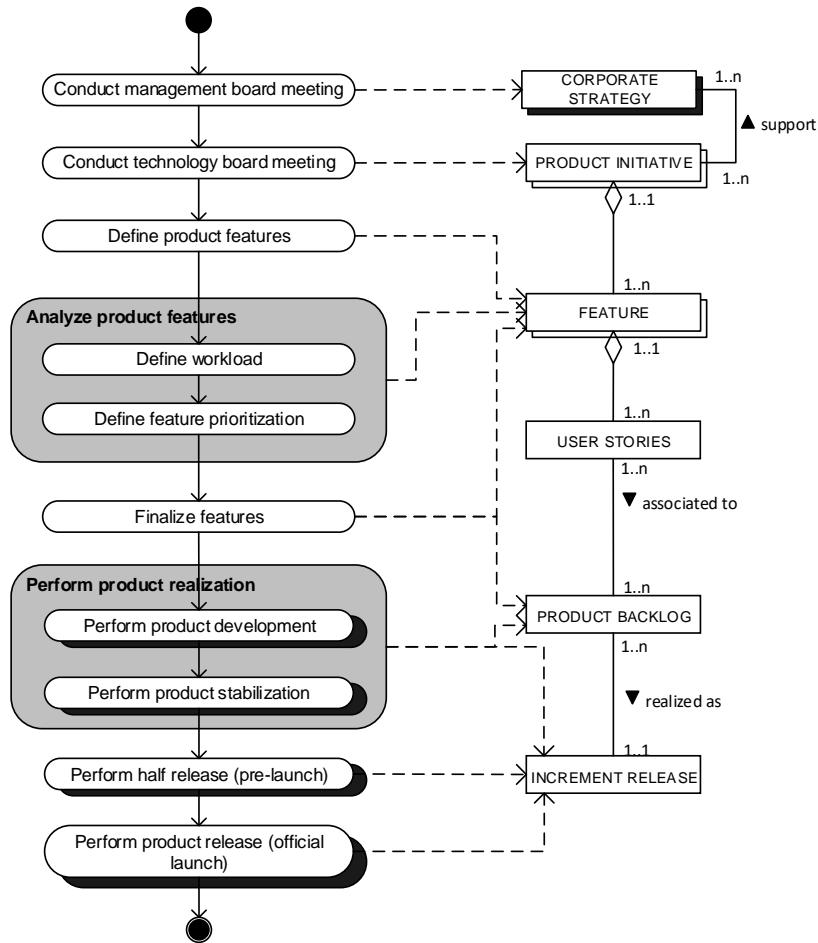 Conduct management board meeting
CORPORATE
STRATEGY
1..n
▲ support
Conduct technology board meeting
PRODUCT INITIATIVE
1..n
1..1
Define product features
1..n
FEATURE
1..1
Analyze product features
Define workload
Define feature prioritization
1..n
USER STORIES
1..n
▼ associated to
Finalize features
1..n
PRODUCT BACKLOG
1..n
▼ realized as
Perform product realization
Perform product development
Perform product stabilization
1..1
INCREMENT RELEASE
Perform half release (pre-launch)
Perform product release (official
launch)